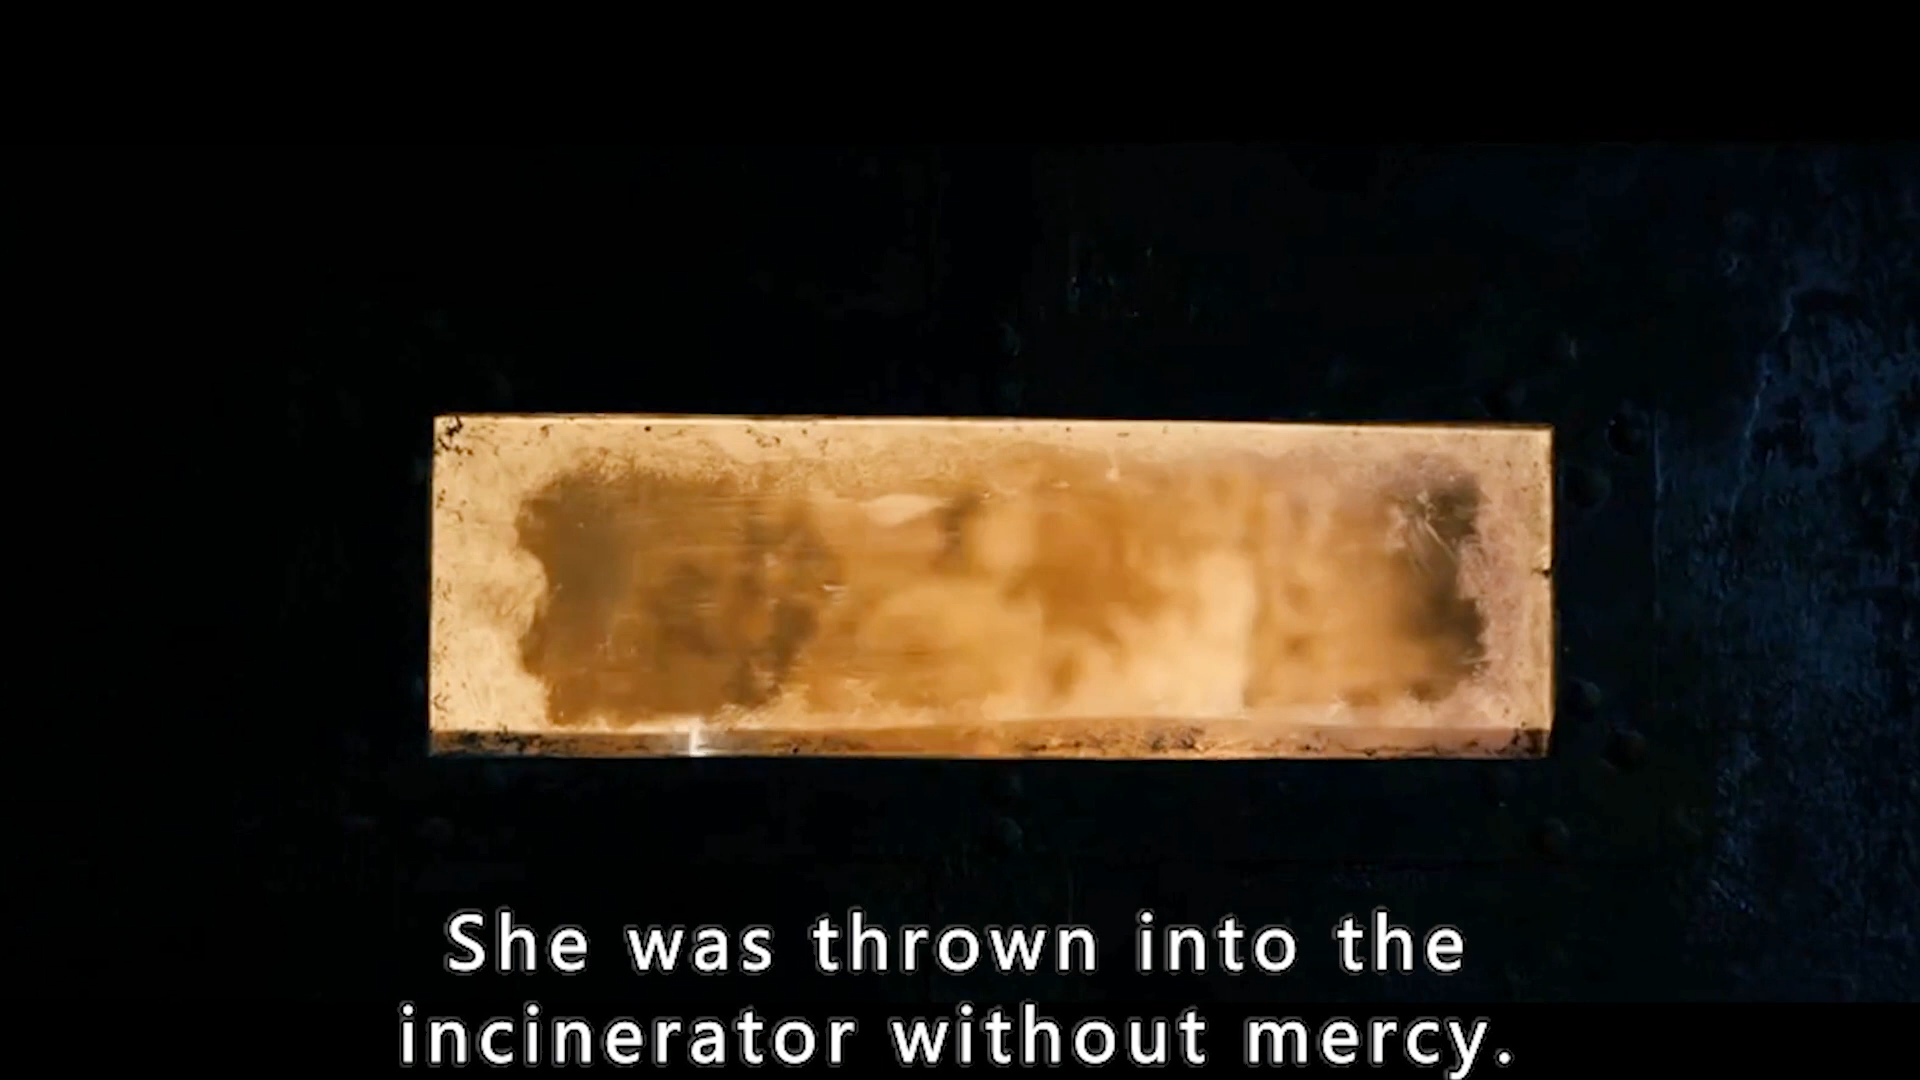 She was thrown into the
incinerator without mercy.